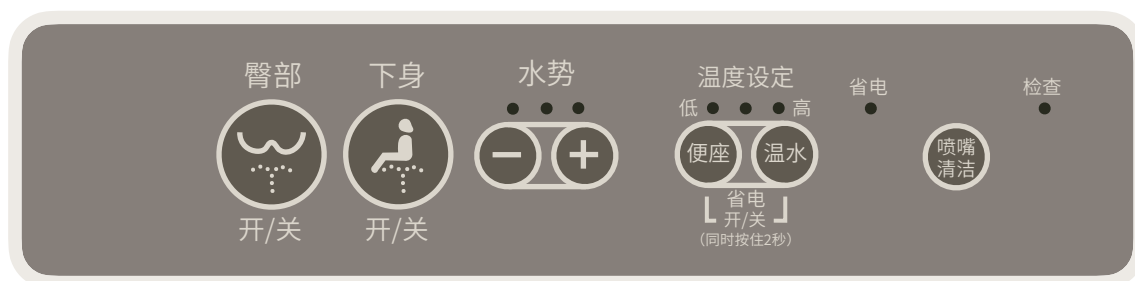 臀部
下身
水势
温度设定
省电
检查
低
高
便座
温水
喷嘴
清洁
省电
开/关
(同时按住2秒)
开/关
开/关